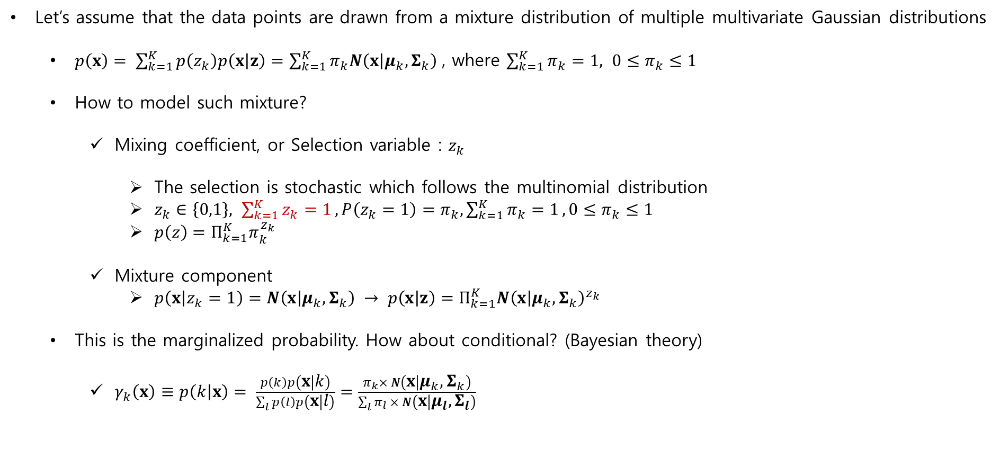 • Let's assume that the data points are drawn from a mixture distribution of multiple multivariate Gaussian distributions
• $p(\mathbf{x}) = \sum_{k=1}^{K} p(z_k)p(\mathbf{x}|\mathbf{z}) = \sum_{k=1}^{K} \pi_k \boldsymbol{N}(\mathbf{x}|\boldsymbol{\mu}_k, \mathbf{\Sigma}_k)$ , where $\sum_{k=1}^{K} \pi_k = 1, \ 0 \le \pi_k \le 1$
• How to model such mixture?
✓ Mixing coefficient, or Selection variable : $z_k$
➢ The selection is stochastic which follows the multinomial distribution
➢ $z_k \in \{0,1\}, \ \sum_{k=1}^{K} z_k = 1, P(z_k = 1) = \pi_k, \sum_{k=1}^{K} \pi_k = 1, 0 \le \pi_k \le 1$
➢ $p(z) = \Pi_{k=1}^{K} \pi_k^{z_k}$
✓ Mixture component
➢ $p(\mathbf{x}|z_k = 1) = \boldsymbol{N}(\mathbf{x}|\boldsymbol{\mu}_k, \mathbf{\Sigma}_k) \ \rightarrow \ p(\mathbf{x}|\mathbf{z}) = \Pi_{k=1}^{K} \boldsymbol{N}(\mathbf{x}|\boldsymbol{\mu}_k, \mathbf{\Sigma}_k)^{z_k}$
• This is the marginalized probability. How about conditional? (Bayesian theory)
✓ $\gamma_k(\mathbf{x}) \equiv p(k|\mathbf{x}) = \frac{p(k)p(\mathbf{x}|k)}{\sum_l p(l)p(\mathbf{x}|l)} = \frac{\pi_k \times \boldsymbol{N}(\mathbf{x}|\boldsymbol{\mu}_k, \mathbf{\Sigma}_k)}{\sum_l \pi_l \times \boldsymbol{N}(\mathbf{x}|\boldsymbol{\mu}_l, \mathbf{\Sigma}_l)}$